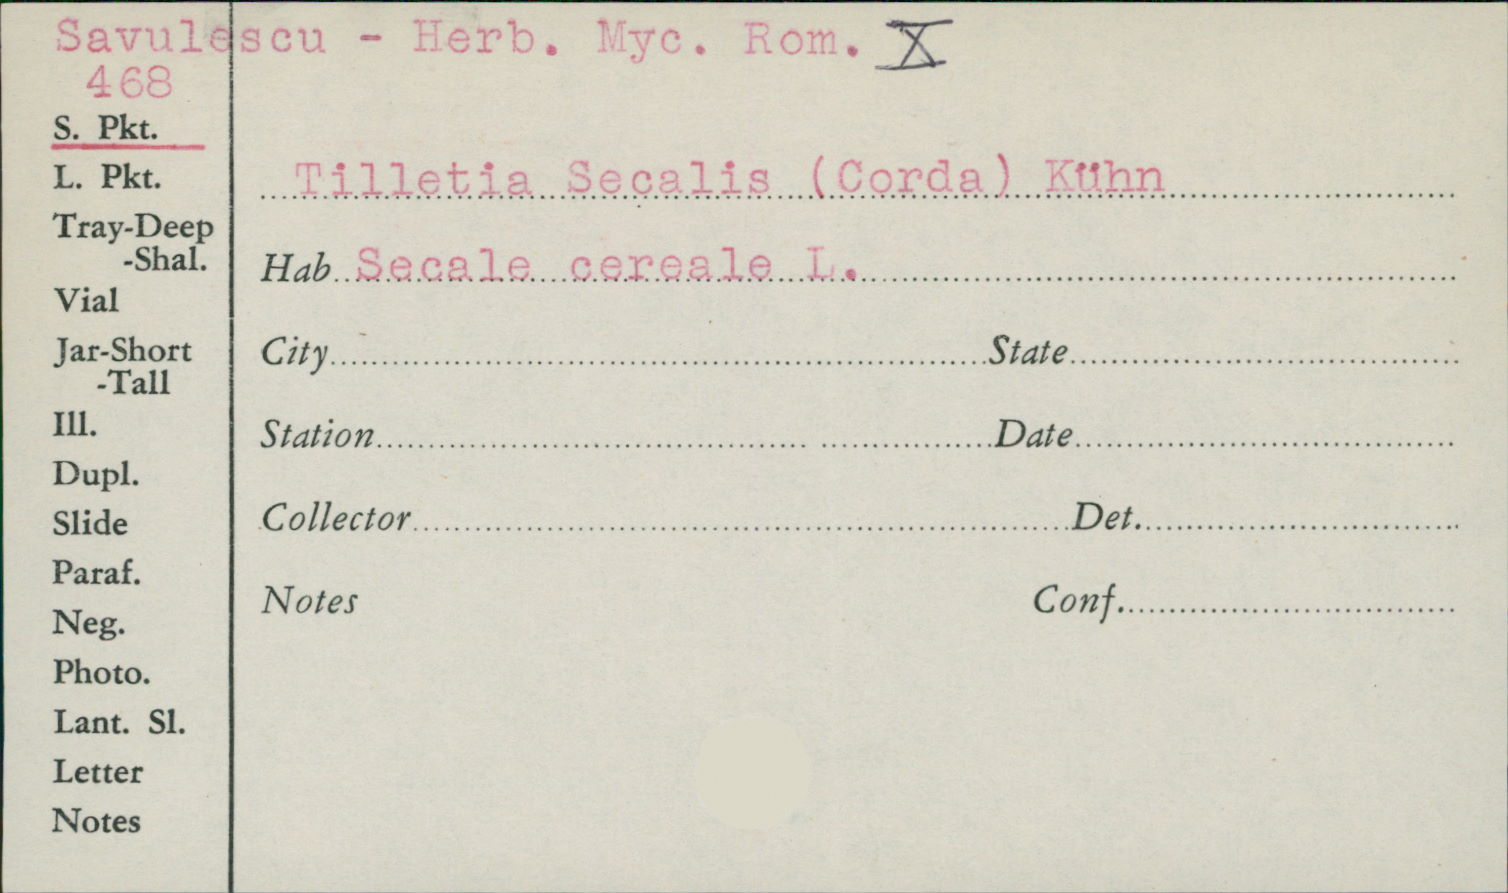 Savulescu - Herb. Myc. Rom. X
468
S. Pkt.
L. Pkt.
Tray-Deep
-Shal.
Vial
Jar-Short
-Tall
Ill.
Dupl.
Slide
Paraf.
Neg.
Photo.
Lant. Sl.
Letter
Notes
Tilletia Secalis (Corda) Kühn
Hab Secale cereale L.
City State
Station Date
Collector Det.
Notes Conf.